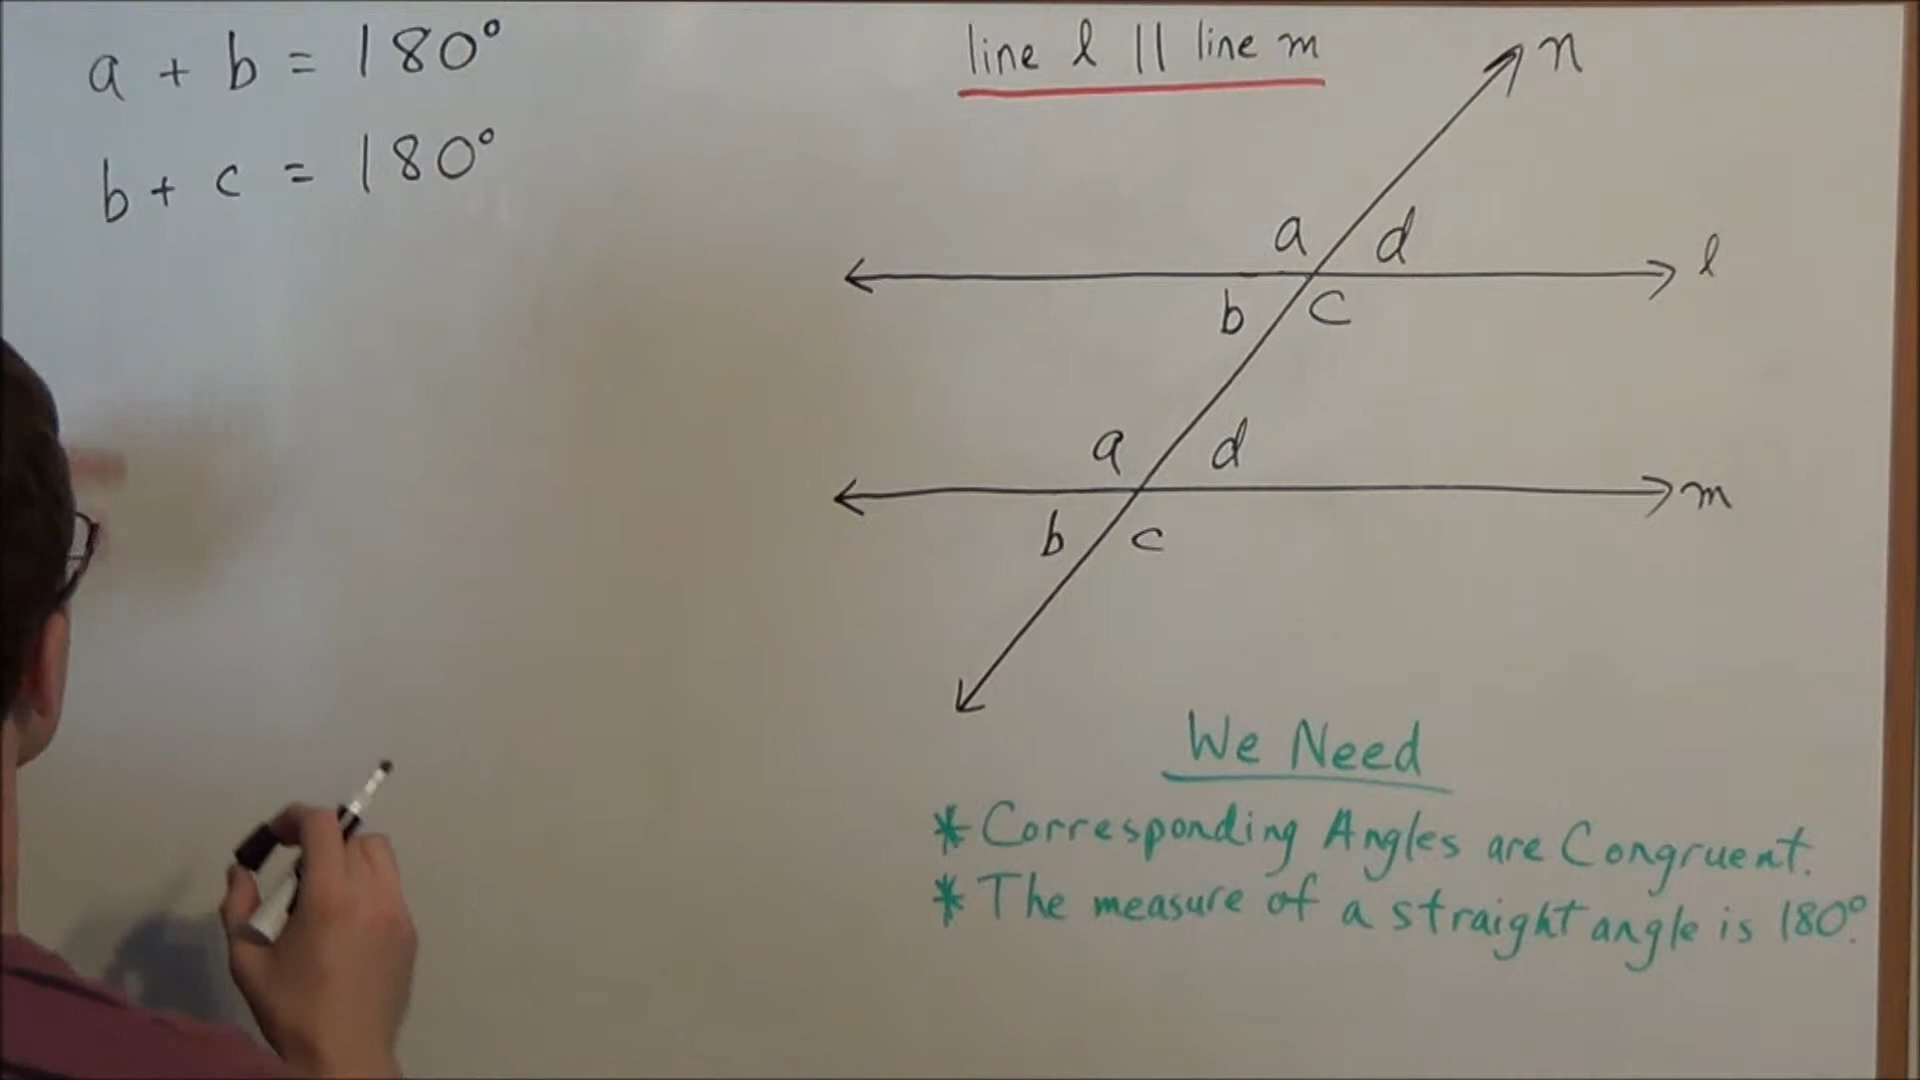 a + b = 180°
b + c = 180°
line l || line m
n
a d
l
b c
a d
m
b c
We Need
* Corresponding Angles are Congruent.
* The measure of a straight angle is 180°.